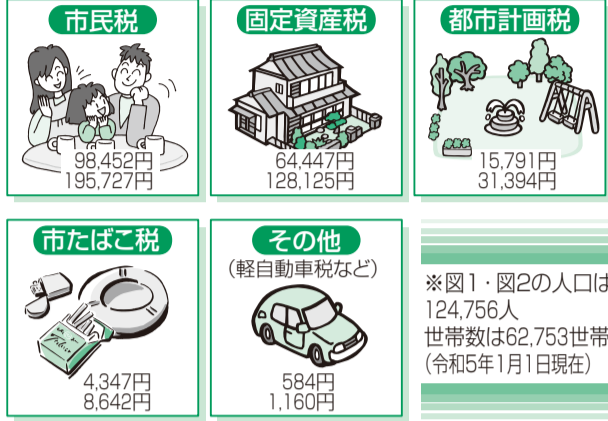 市民税
98,452円
195,727円
固定資産税
64,447円
128,125円
都市計画税
15,791円
31,394円
市たばこ税
4,347円
8,642円
その他
(軽自動車税など)
584円
1,160円
※図1・図2の人口は
124,756人
世帯数は62,753世帯
(令和5年1月1日現在)